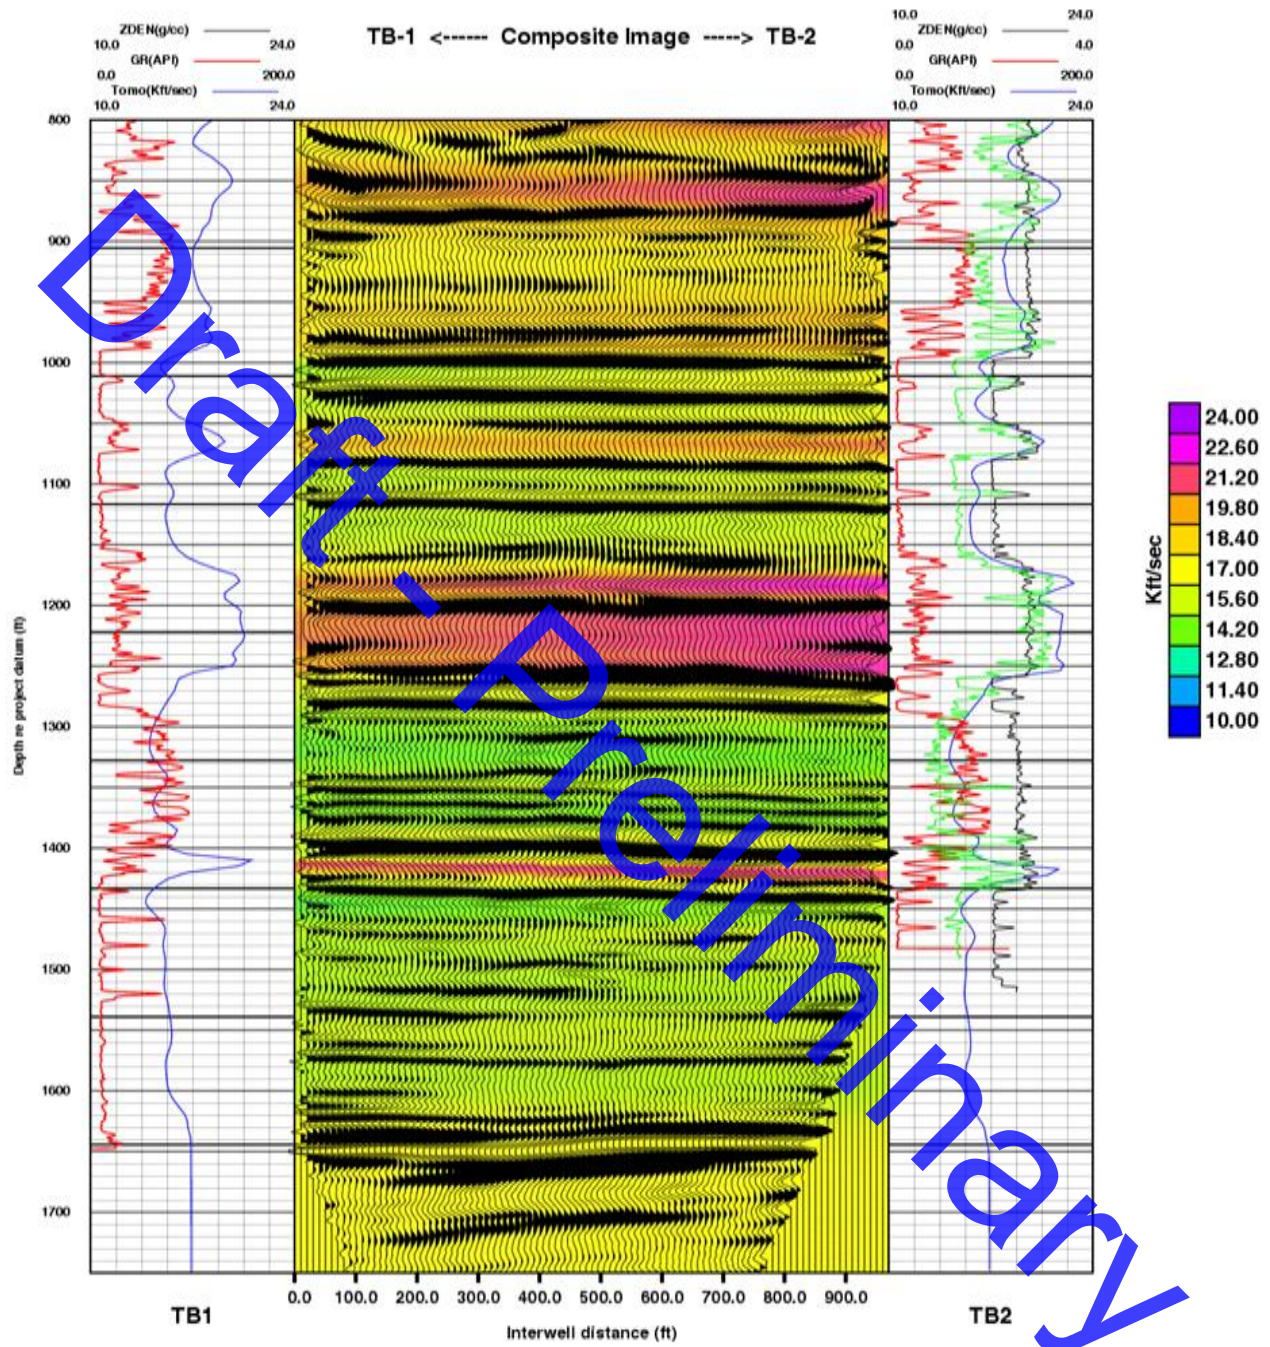 TB-1 <------ Composite Image ----> TB-2
ZDEN(g/cc)
10.0 24.0
GR(API)
0.0 200.0
Tomo(Kft/sec)
10.0 24.0
10.0 24.0
ZDEN(g/cc)
0.0 4.0
GR(API)
0.0 200.0
Tomo(Kft/sec)
10.0 24.0
800
900
1000
1100
1200
1300
1400
1500
1600
1700
Depth re project datum (ft)
Draft - Preliminary
Kft/sec
24.00
22.60
21.20
19.80
18.40
17.00
15.60
14.20
12.80
11.40
10.00
0.0 100.0 200.0 300.0 400.0 500.0 600.0 700.0 800.0 900.0
TB1
Interwell distance (ft)
TB2